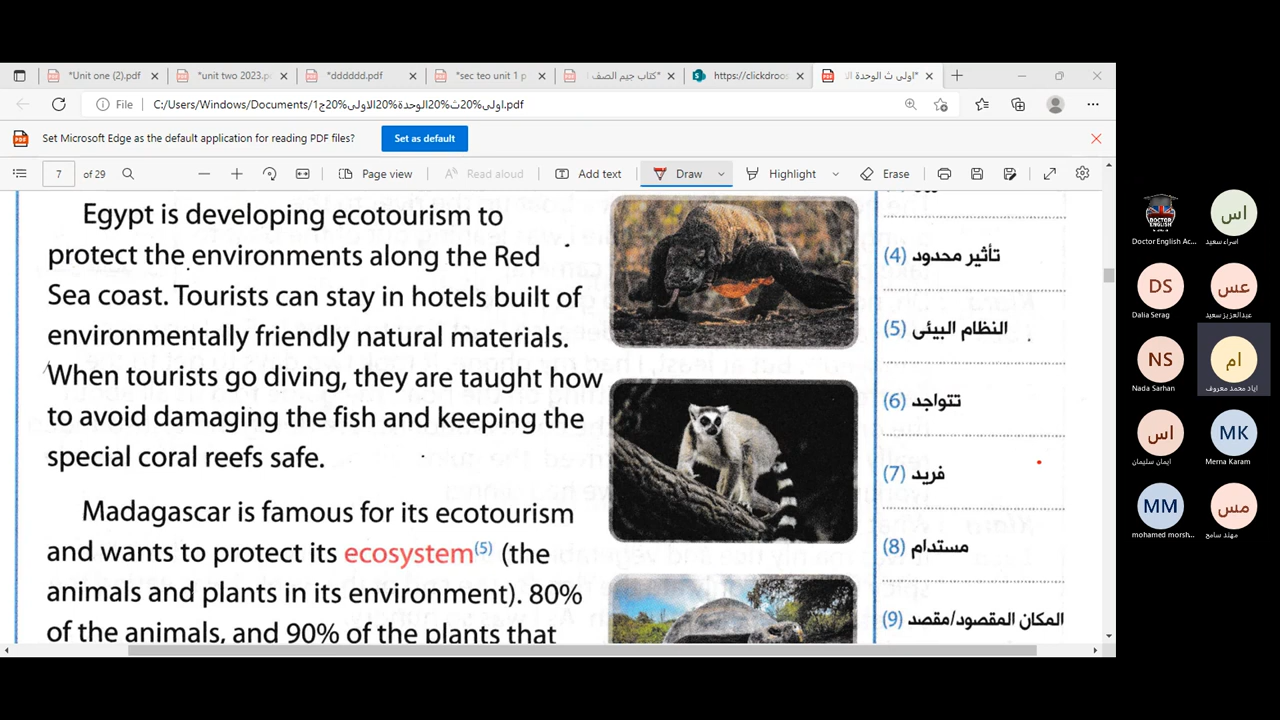 *Unit one (2).pdf
*unit two 2023.p
*dddddd.pdf
*sec teo unit 1 p
*كتاب جيم الصف ا
https://clickdroos
*اولى ث الوحدة الا
File
C:/Users/Windows/Documents/اولى%20ث%20الوحدة%20الاولى%20ج1.pdf
Set Microsoft Edge as the default application for reading PDF files?
Set as default
7 of 29
Page view
Read aloud
Add text
Draw
Highlight
Erase
Egypt is developing ecotourism to
protect the environments along the Red
Sea coast. Tourists can stay in hotels built of
environmentally friendly natural materials.
When tourists go diving, they are taught how
to avoid damaging the fish and keeping the
special coral reefs safe.
Madagascar is famous for its ecotourism
and wants to protect its ecosystem(5) (the
animals and plants in its environment). 80%
of the animals, and 90% of the plants that
(4) تأثير محدود
(5) النظام البيئى
(6) تتواجد
(7) فريد
(8) مستدام
(9) المكان المقصود/مقصد
DOCTOR ENGLISH
Doctor English Ac...
اس
اسراء سعيد
DS
Dalia Serag
عس
عبدالعزيز سعيد
NS
Nada Sarhan
ام
اياد محمد معروف
اس
ايمان سليمان
MK
Merna Karam
MM
mohamed morsh...
مس
مهند سامح